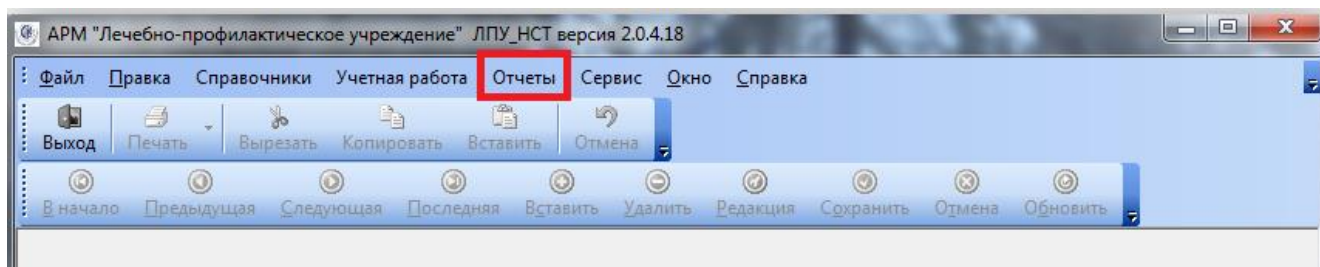 АРМ "Лечебно-профилактическое учреждение" ЛПУ_НСТ версия 2.0.4.18
Файл Правка Справочники Учетная работа Отчеты Сервис Окно Справка
Выход Печать Вырезать Копировать Вставить Отмена
В начало Предыдущая Следующая Последняя Вставить Удалить Редакция Сохранить Отмена Обновить